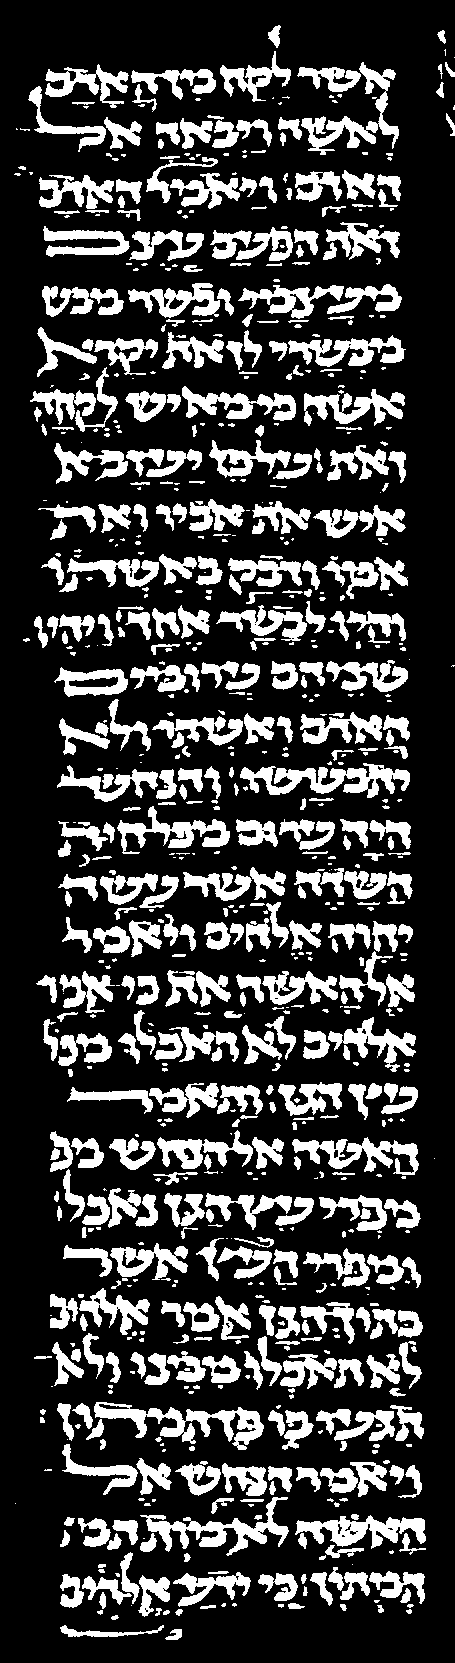 אשר לקח מן האדם
לאשה ויבאה אל
האדם׃ ויאמר האדם
זאת הפעם עצם
מעצמי ובשר מבש
מבשרי לזאת יקרא
אשה כי מאיש לקחה
זאת׃ על כן יעזב א
איש את אביו ואת
אמו ודבק באשתו
והיו לבשר אחד׃ ויהיו
שניהם ערומים
האדם ואשתו ולא
יתבששו׃ והנחש
היה ערום מכל חית
השדה אשר עשה
יהוה אלהים ויאמר
אל האשה אף כי אמר
אלהים לא תאכלו מכל
עץ הגן׃ ותאמר
האשה אל הנחש מפ
מפרי עץ הגן נאכל׃
ומפרי העץ אשר
בתוך הגן אמר אלהים
לא תאכלו ממנו ולא
תגעו בו פן תמתון׃
ויאמר הנחש אל
האשה לא מות תמ
תמתון׃ כי ידע אלהים